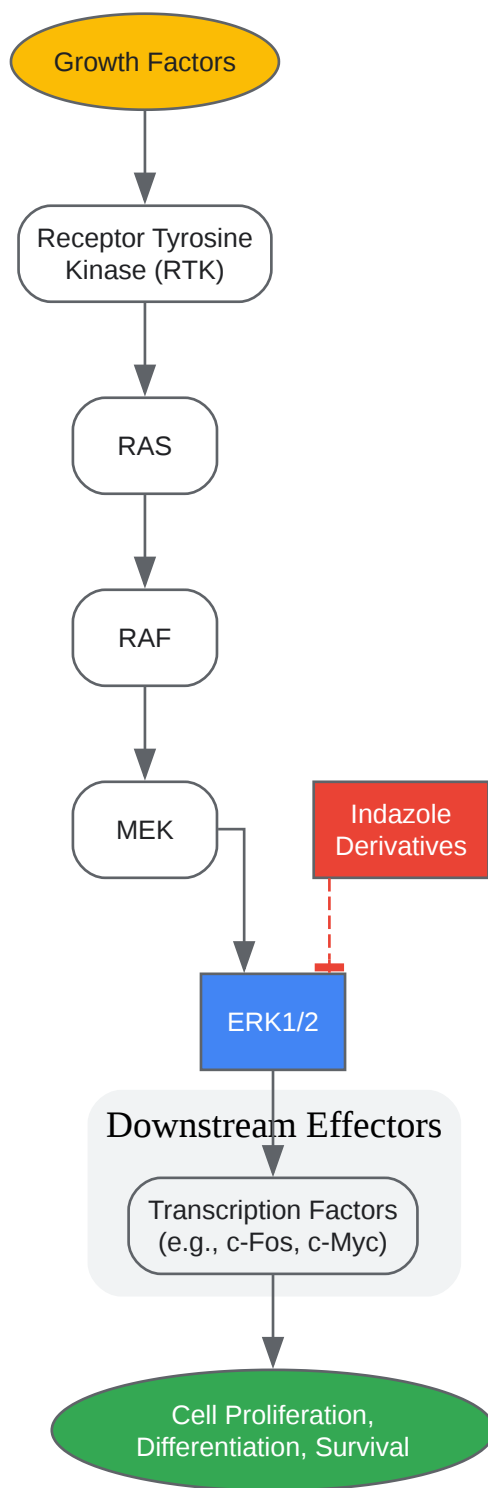 Growth Factors
Receptor Tyrosine
Kinase (RTK)
RAS
RAF
MEK
Indazole
Derivatives
ERK1/2
Downstream Effectors
Transcription Factors
(e.g., c-Fos, c-Myc)
Cell Proliferation,
Differentiation, Survival